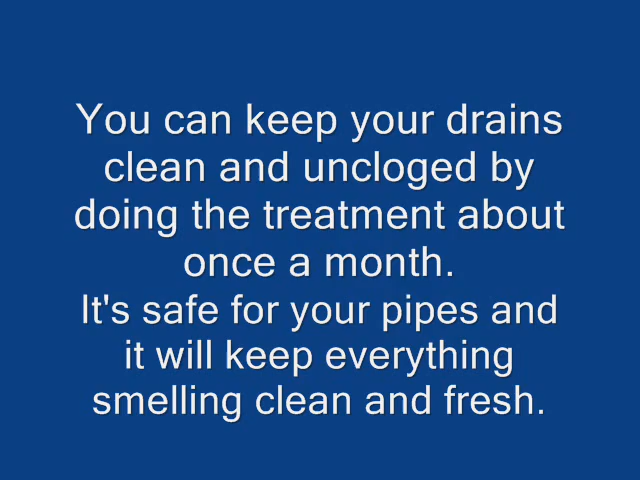 You can keep your drains
clean and uncloged by
doing the treatment about
once a month.
It's safe for your pipes and
it will keep everything
smelling clean and fresh.